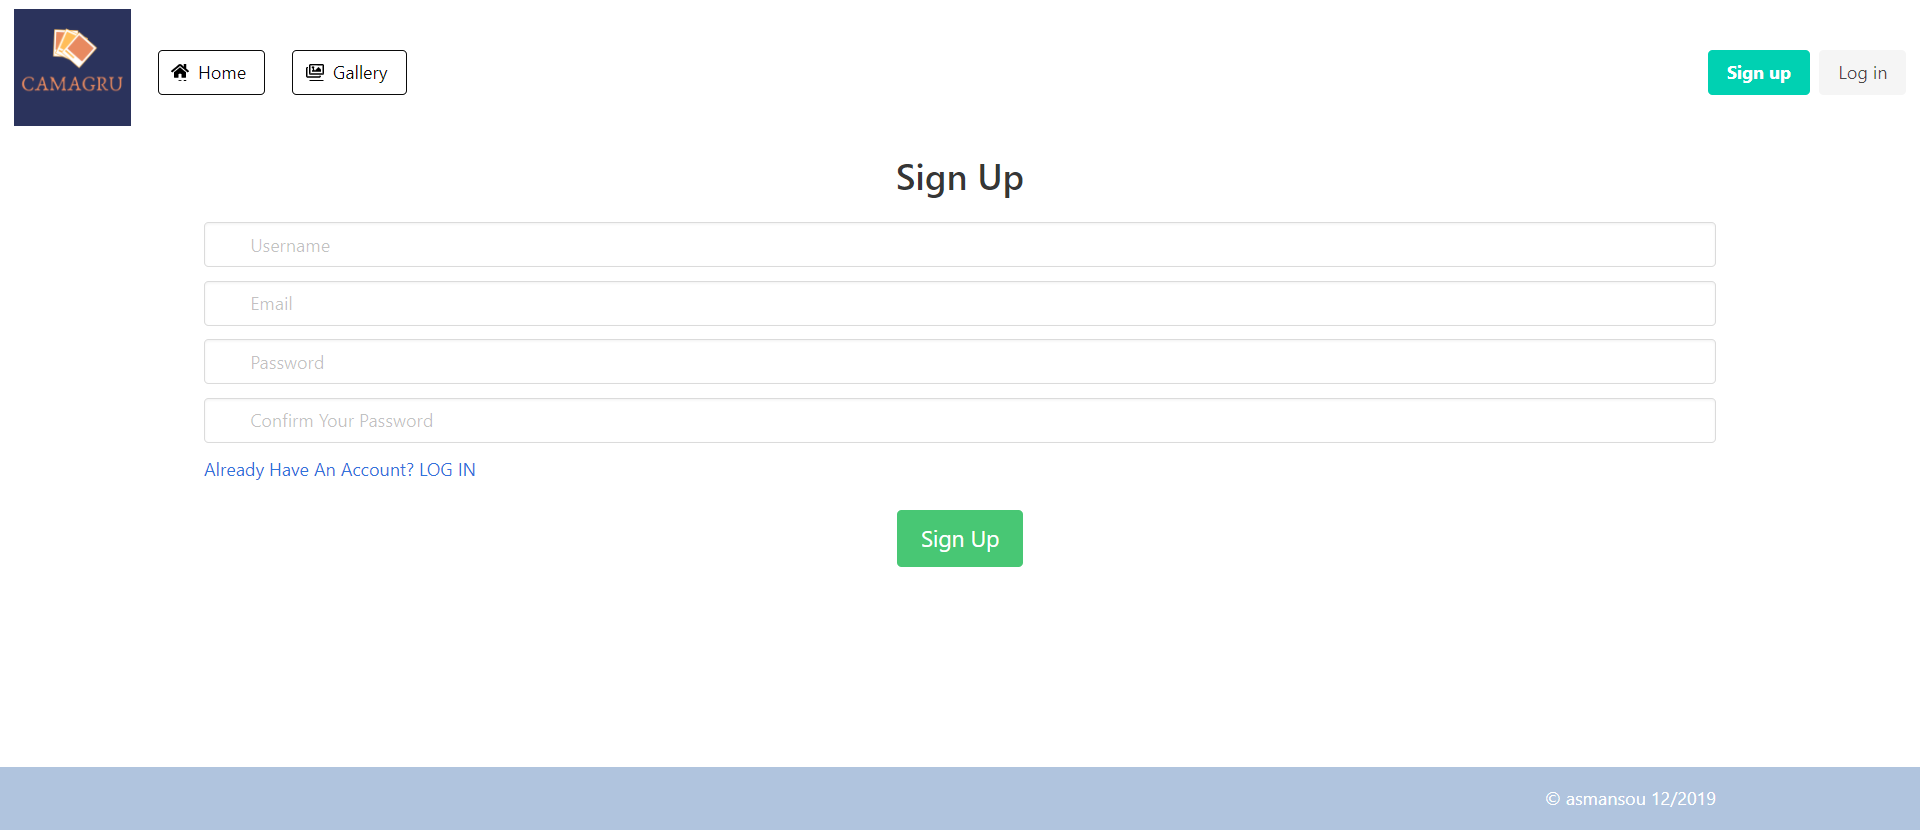 CAMAGRU
Home
Gallery
Sign up
Log in
Sign Up
Username
Email
Password
Confirm Your Password
Already Have An Account? LOG IN
Sign Up
© asmansou 12/2019